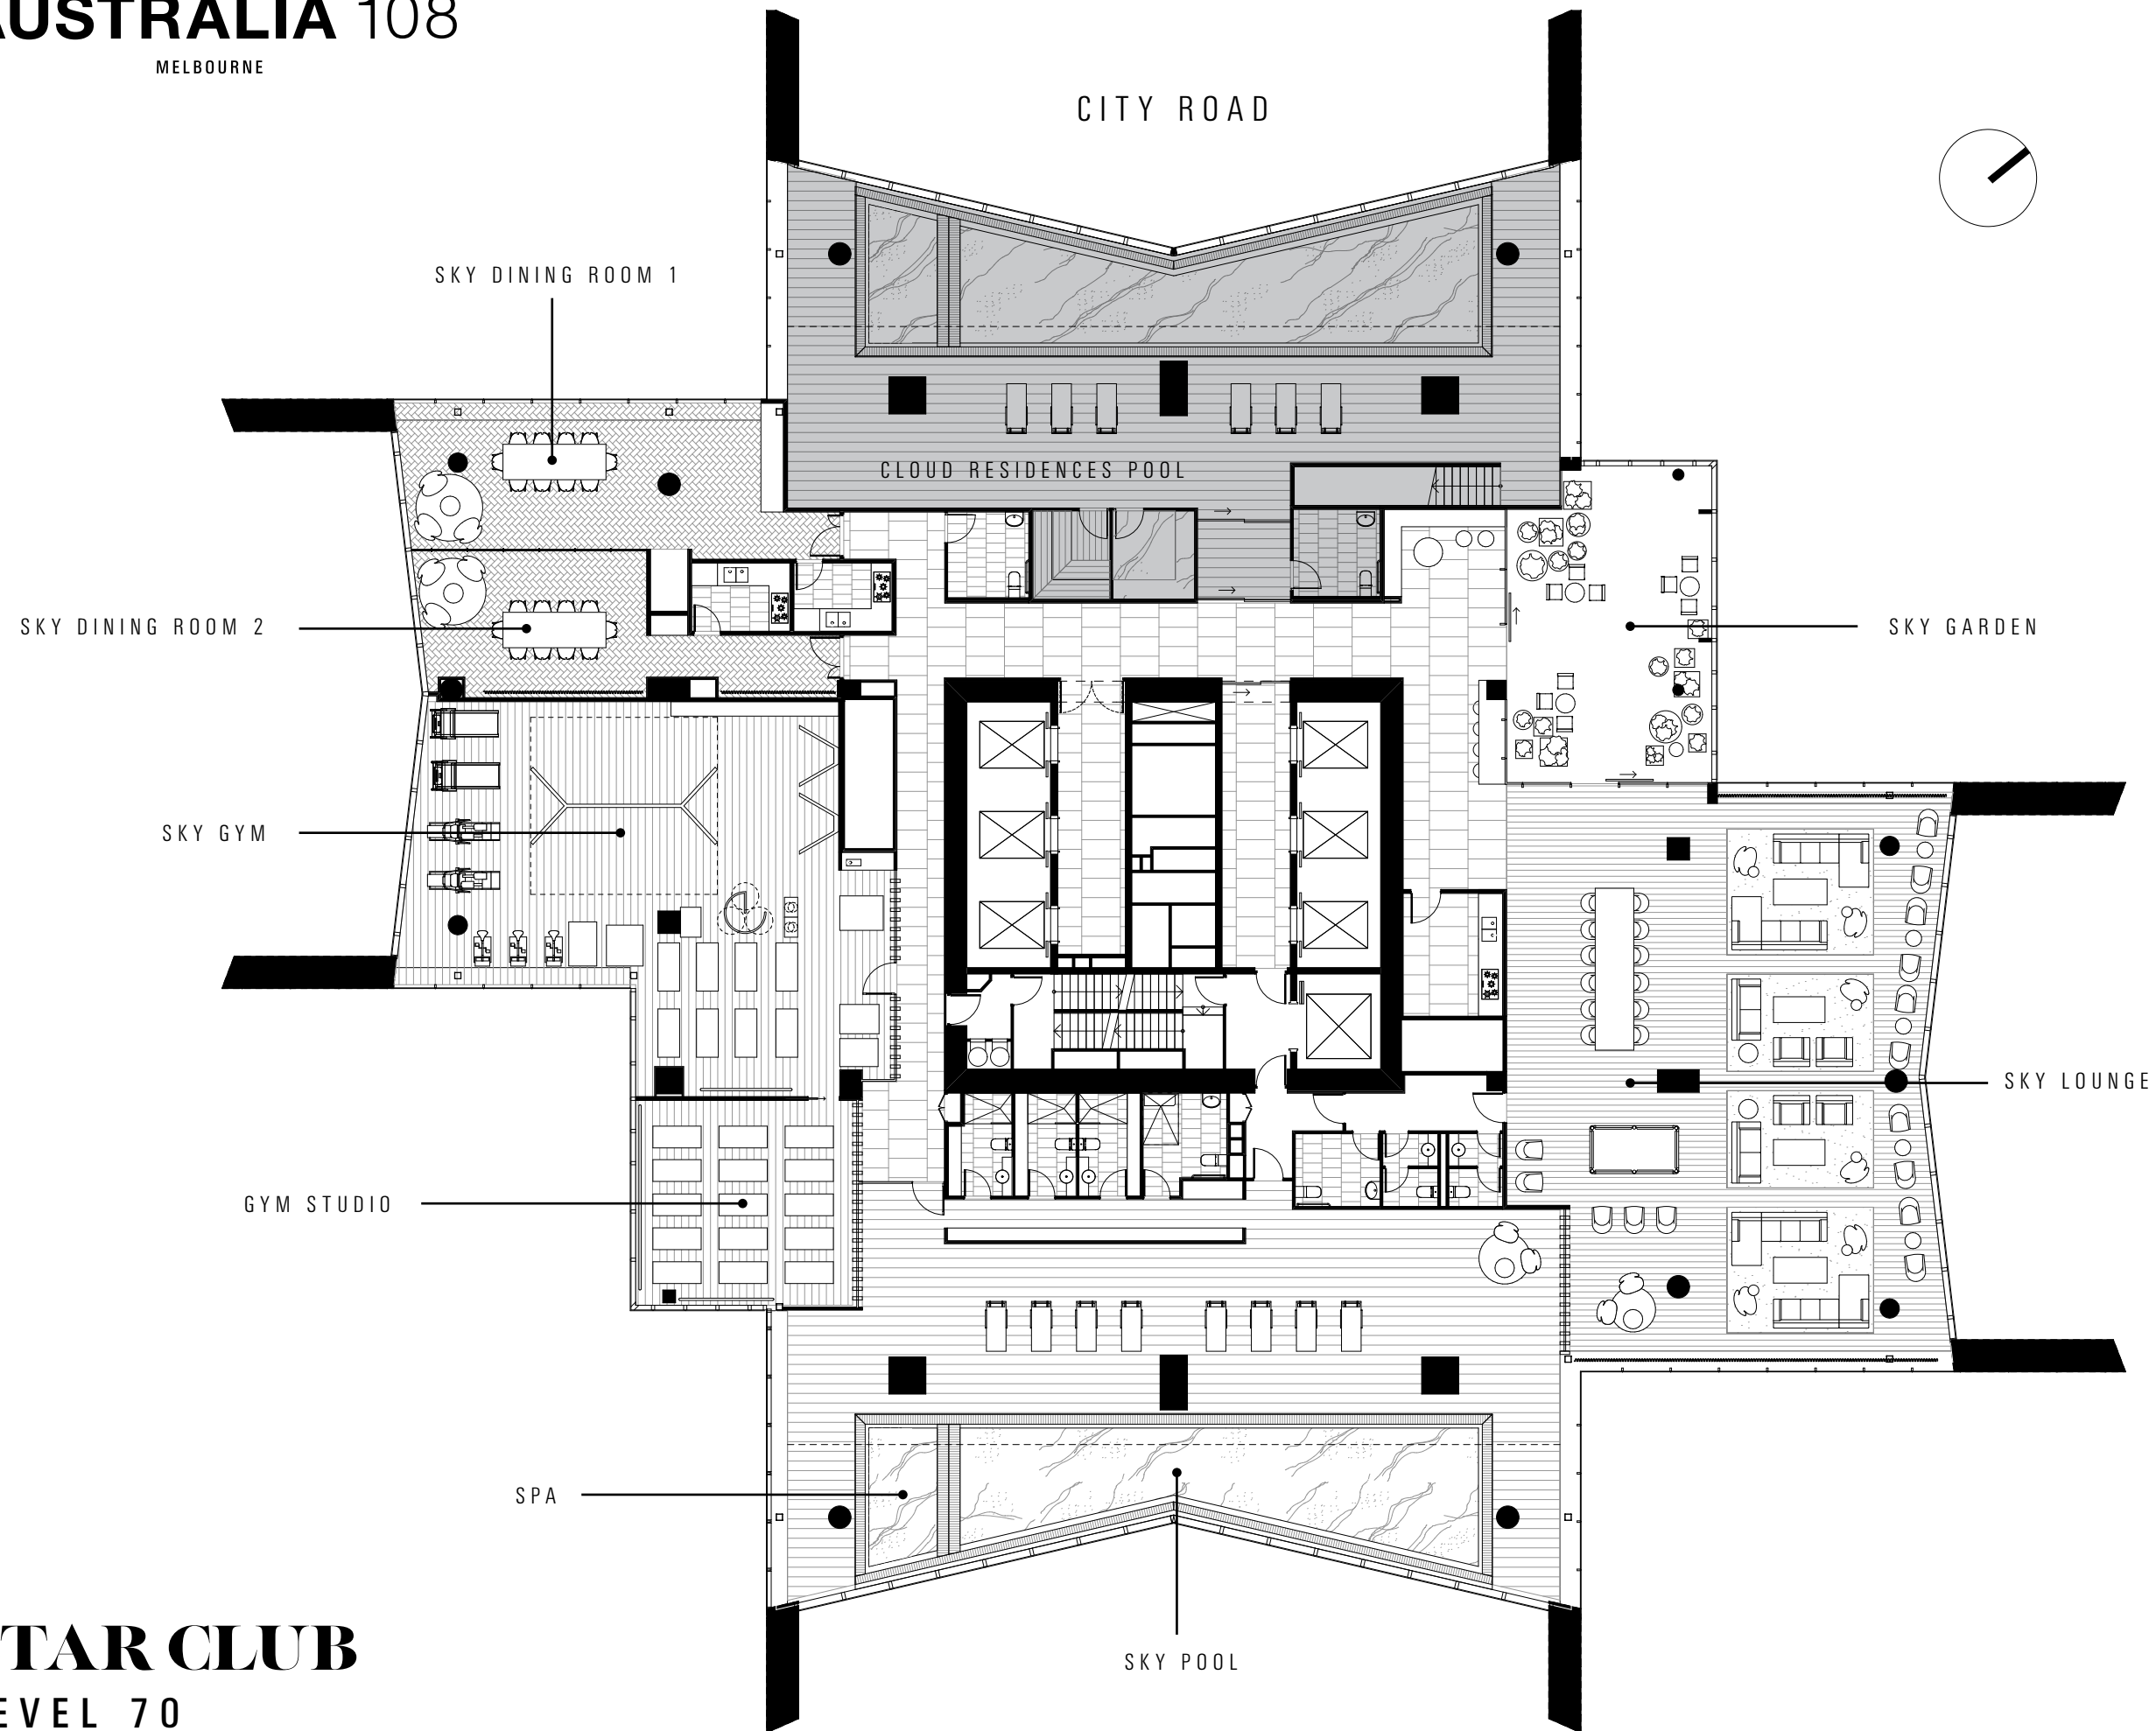 AUSTRALIA 108
MELBOURNE
CITY ROAD
SKY DINING ROOM 1
CLOUD RESIDENCES POOL
SKY DINING ROOM 2
SKY GARDEN
SKY GYM
SKY LOUNGE
GYM STUDIO
SPA
SKY POOL
TAR CLUB
EVEL 70